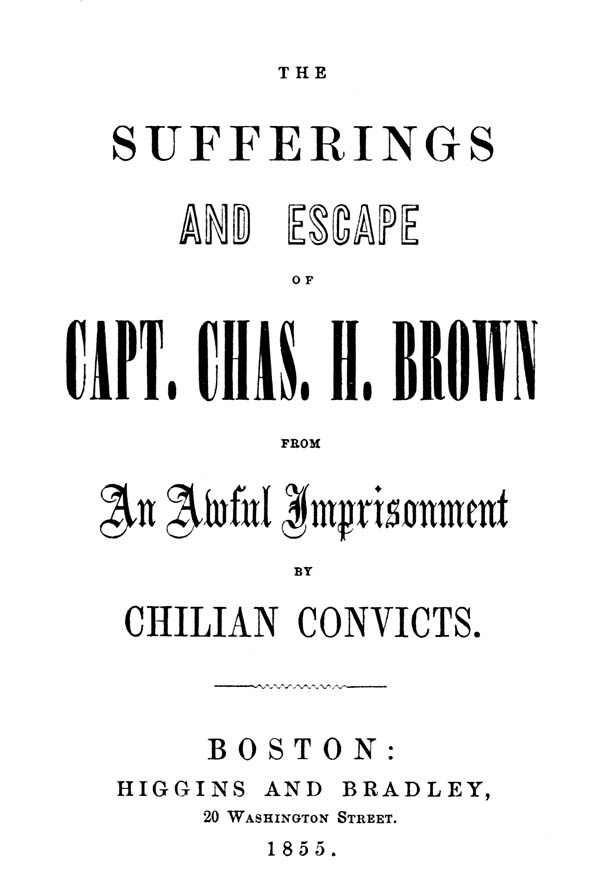 THE
SUFFERINGS
AND ESCAPE
OF
CAPT. CHAS. H. BROWN
FROM
An Awful Imprisonment
BY
CHILIAN CONVICTS.
BOSTON:
HIGGINS AND BRADLEY,
20 WASHINGTON STREET.
1855.